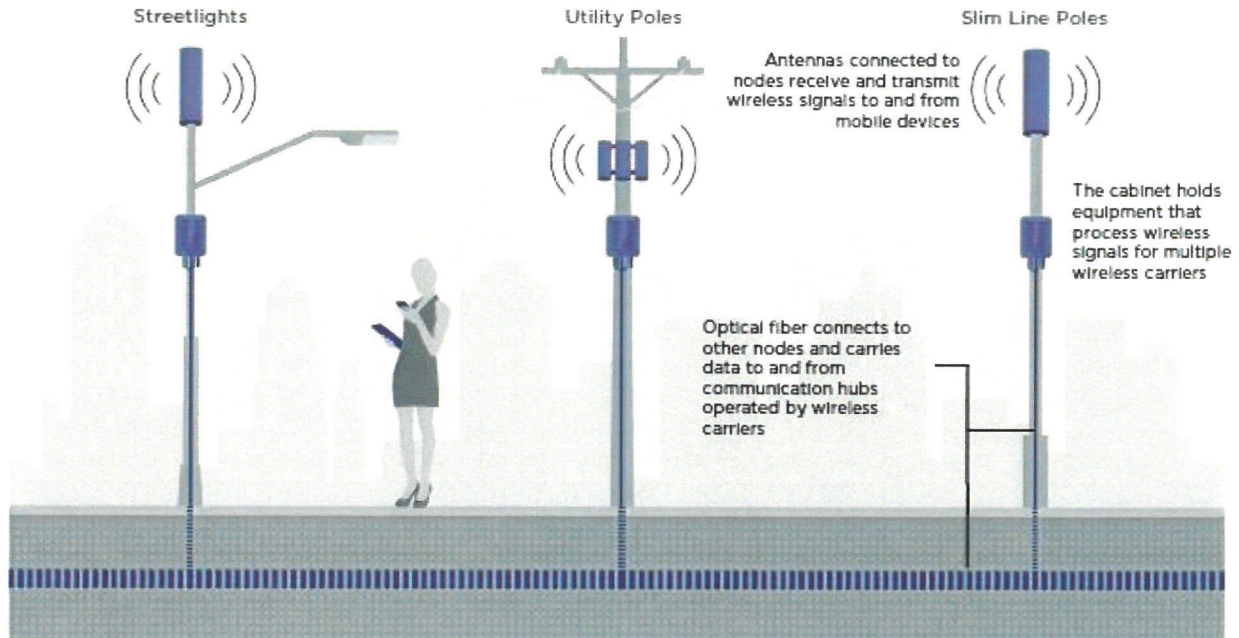 Streetlights
Utility Poles
Slim Line Poles
Antennas connected to
nodes receive and transmit
wireless signals to and from
mobile devices
The cabinet holds
equipment that
process wireless
signals for multiple
wireless carriers
Optical fiber connects to
other nodes and carries
data to and from
communication hubs
operated by wireless
carriers